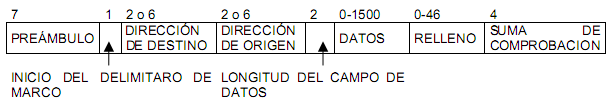 7 1 2 o 6 2 o 6 2 0-1500 0-46 4
PREÁMBULO DIRECCIÓN DE DESTINO DIRECCIÓN DE ORIGEN DATOS RELLENO SUMA DE COMPROBACION
INICIO DEL DELIMITARO DE LONGITUD DEL CAMPO DE
MARCO DATOS